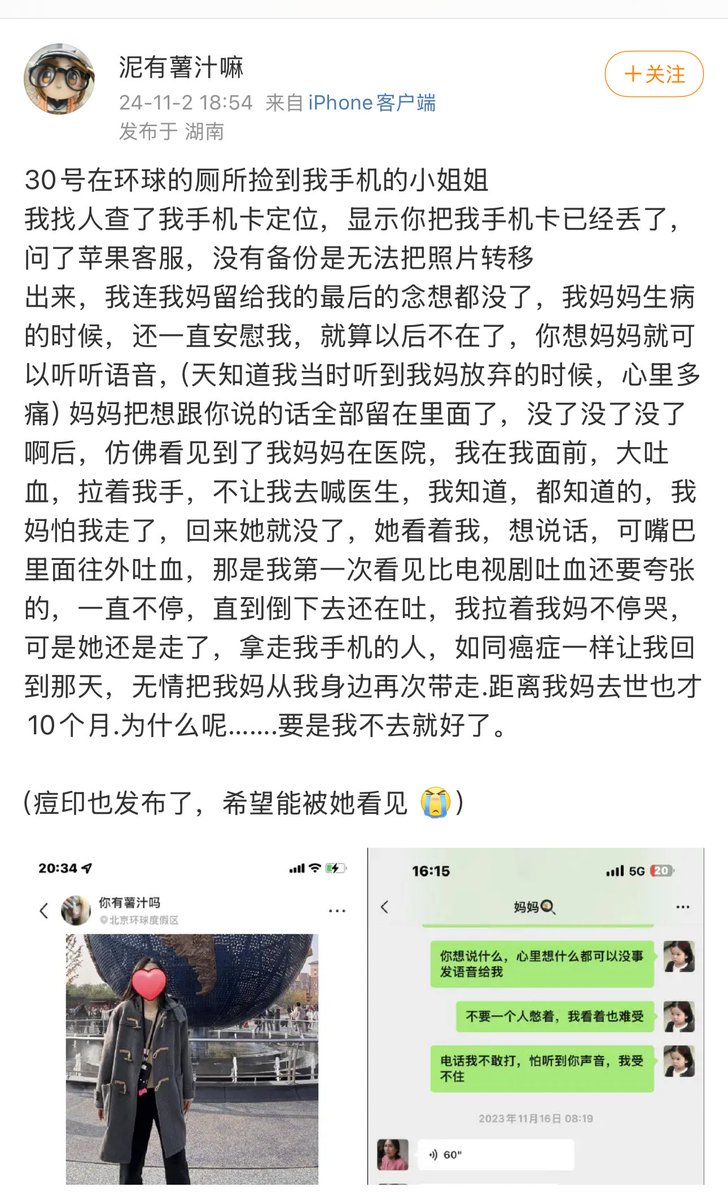 泥有薯汁嘛
+关注
24-11-2 18:54 来自 iPhone客户端
发布于 湖南
30号在环球的厕所捡到我手机的小姐姐
我找人查了我手机卡定位，显示你把我手机卡已经丢了，
问了苹果客服，没有备份是无法把照片转移
出来，我连我妈留给我的最后的念想都没了，我妈妈生病
的时候，还一直安慰我，就算以后不在了，你想妈妈就可
以听听语音，（天知道我当时听到我妈放弃的时候，心里多
痛）妈妈把想跟你说的话全部留在里面了，没了没了没了
啊后，仿佛看见到了我妈妈在医院，我在我面前，大吐
血，拉着我手，不让我去喊医生，我知道，都知道的，我
妈怕我走了，回来她就没了，她看着我，想说话，可嘴巴
里面往外吐血，那是我第一次看见比电视剧吐血还要夸张
的，一直不停，直到倒下去还在吐，我拉着我妈不停哭，
可是她还是走了，拿走我手机的人，如同癌症一样让我回
到那天，无情把我妈从我身边再次带走.距离我妈去世也才
10个月.为什么呢.......要是我不去就好了。
（痘印也发布了，希望能被她看见 😭）
20:34
你有薯汁吗
北京环球度假区
16:15
5G 20
妈妈
你想说什么，心里想什么都可以没事
发语音给我
不要一个人憋着，我看着也难受
电话我不敢打，怕听到你声音，我受
不住
2023年11月16日 08:19
60"